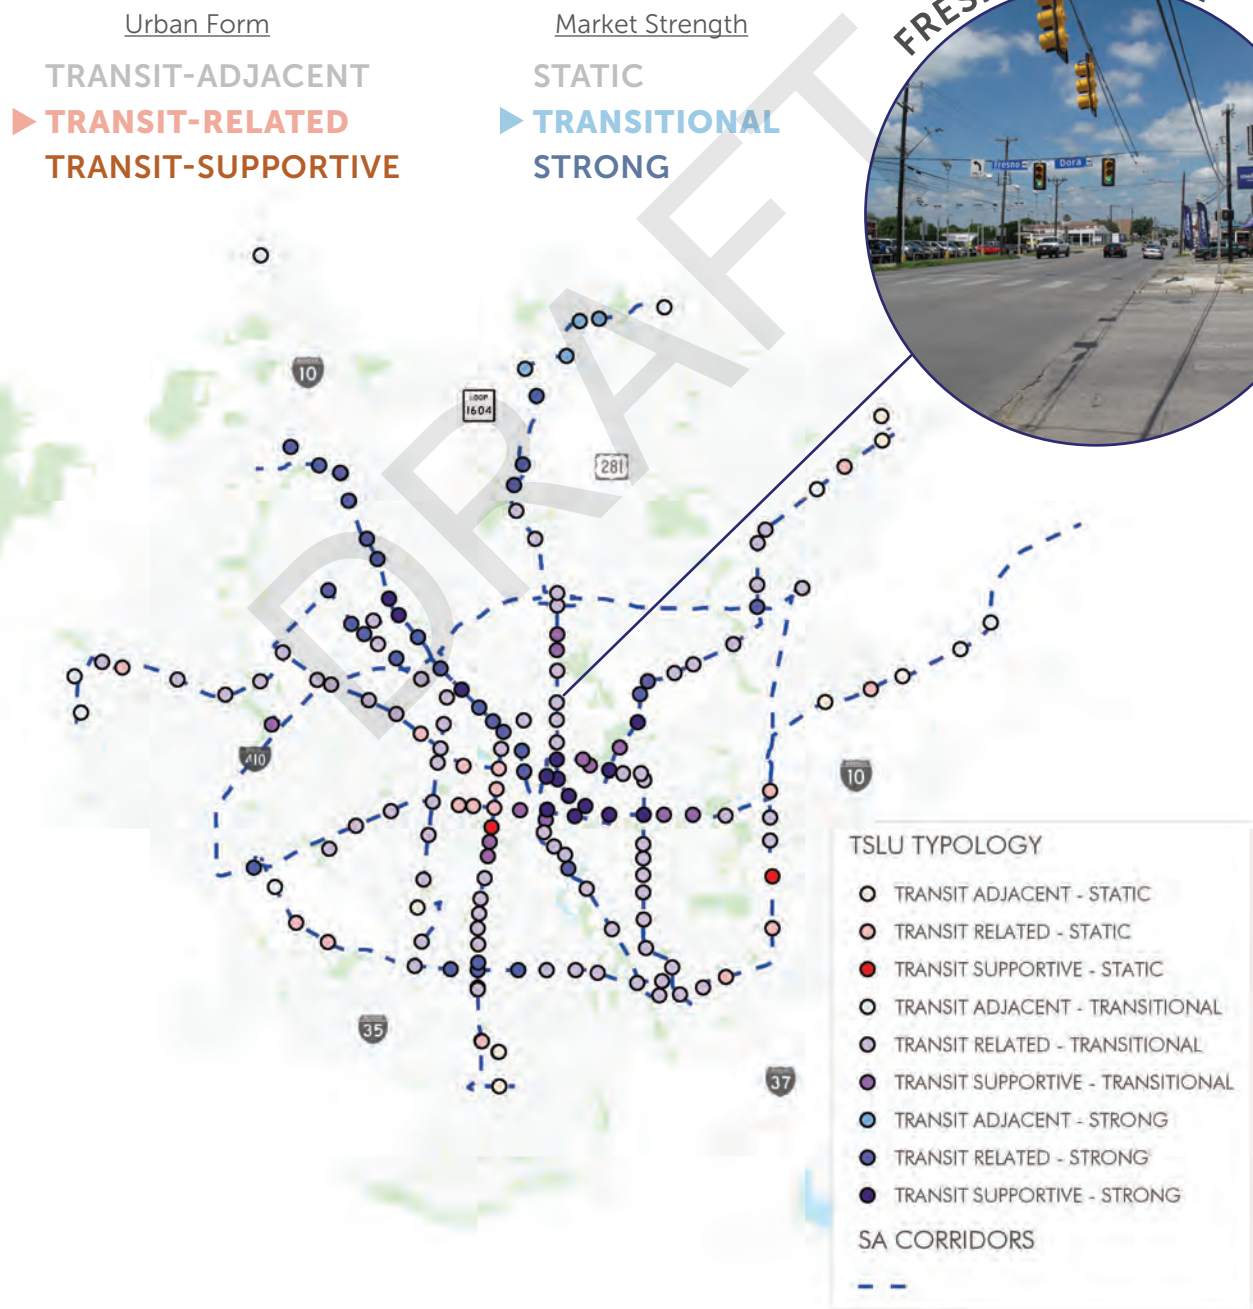 Urban Form
Market Strength
TRANSIT-ADJACENT
STATIC
TRANSIT-RELATED
TRANSITIONAL
TRANSIT-SUPPORTIVE
STRONG
Fresno
Dora
DRAFT
10
LOOP
1604
281
410
10
35
37
TSLU TYPOLOGY
TRANSIT ADJACENT - STATIC
TRANSIT RELATED - STATIC
TRANSIT SUPPORTIVE - STATIC
TRANSIT ADJACENT - TRANSITIONAL
TRANSIT RELATED - TRANSITIONAL
TRANSIT SUPPORTIVE - TRANSITIONAL
TRANSIT ADJACENT - STRONG
TRANSIT RELATED - STRONG
TRANSIT SUPPORTIVE - STRONG
SA CORRIDORS